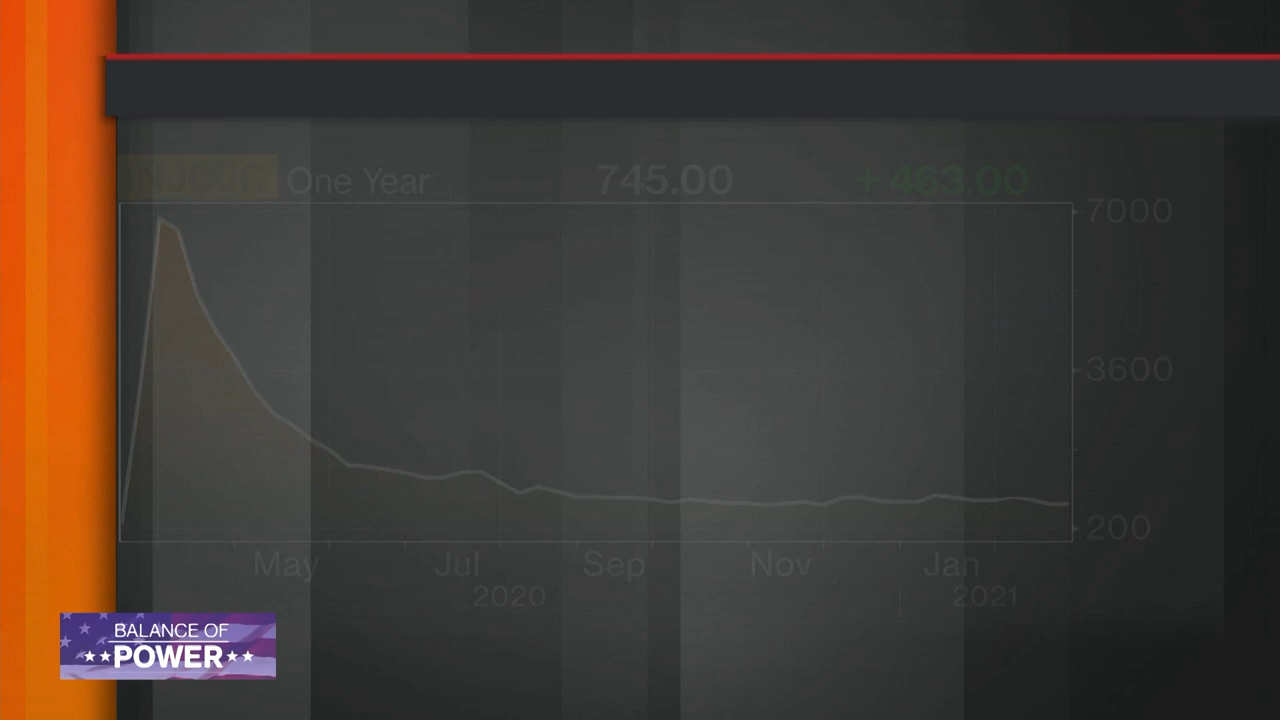 One Year 745.00 + 463.00
7000
3600
200
May Jul Sep Nov Jan
2020 2021
BALANCE OF
POWER